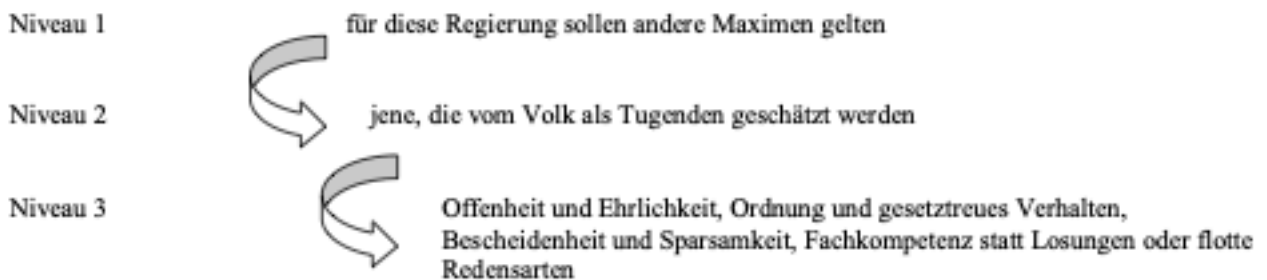 Niveau 1 für diese Regierung sollen andere Maximen gelten
Niveau 2 jene, die vom Volk als Tugenden geschätzt werden
Niveau 3 Offenheit und Ehrlichkeit, Ordnung und gesetztreues Verhalten,
Bescheidenheit und Sparsamkeit, Fachkompetenz statt Losungen oder flotte
Redensarten